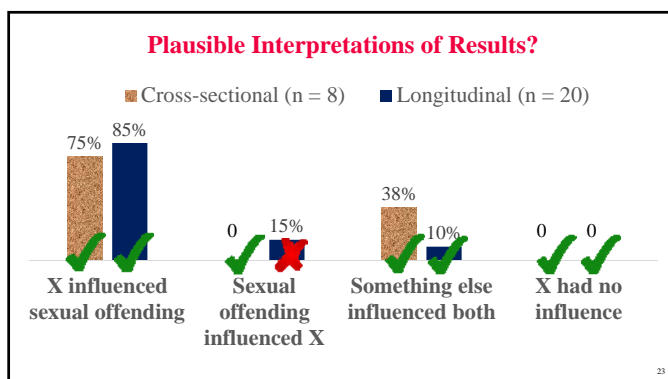 Plausible Interpretations of Results?
Cross-sectional (n = 8) Longitudinal (n = 20)
75% 85% 0 15% 38% 10% 0 0
X influenced
sexual offending
Sexual
offending
influenced X
Something else
influenced both
X had no
influence
23